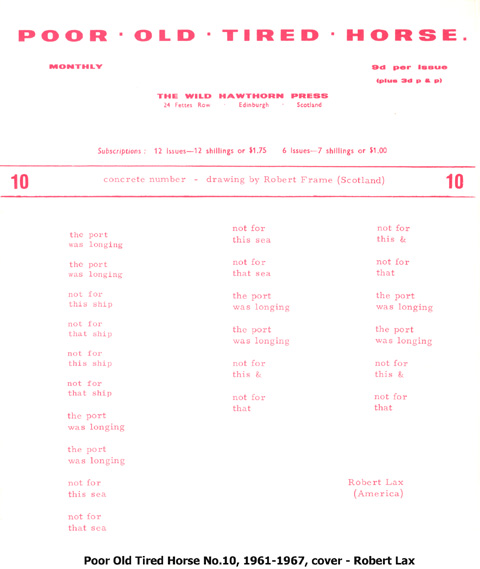 POOR · OLD · TIRED · HORSE.
MONTHLY
9d per issue
(plus 3d p & p)
THE WILD HAWTHORN PRESS
24 Fettes Row · Edinburgh · Scotland
Subscriptions : 12 Issues—12 shillings or $1.75 6 Issues—7 shillings or $1.00
10
concrete number - drawing by Robert Frame (Scotland)
10
the port
was longing
the port
was longing
not for
this ship
not for
that ship
not for
this ship
not for
that ship
the port
was longing
the port
was longing
not for
this sea
not for
that sea
not for
this sea
not for
that sea
the port
was longing
the port
was longing
not for
this &
not for
that
not for
this &
not for
that
the port
was longing
the port
was longing
not for
this &
not for
that
Robert Lax
(America)
Poor Old Tired Horse No.10, 1961-1967, cover - Robert Lax